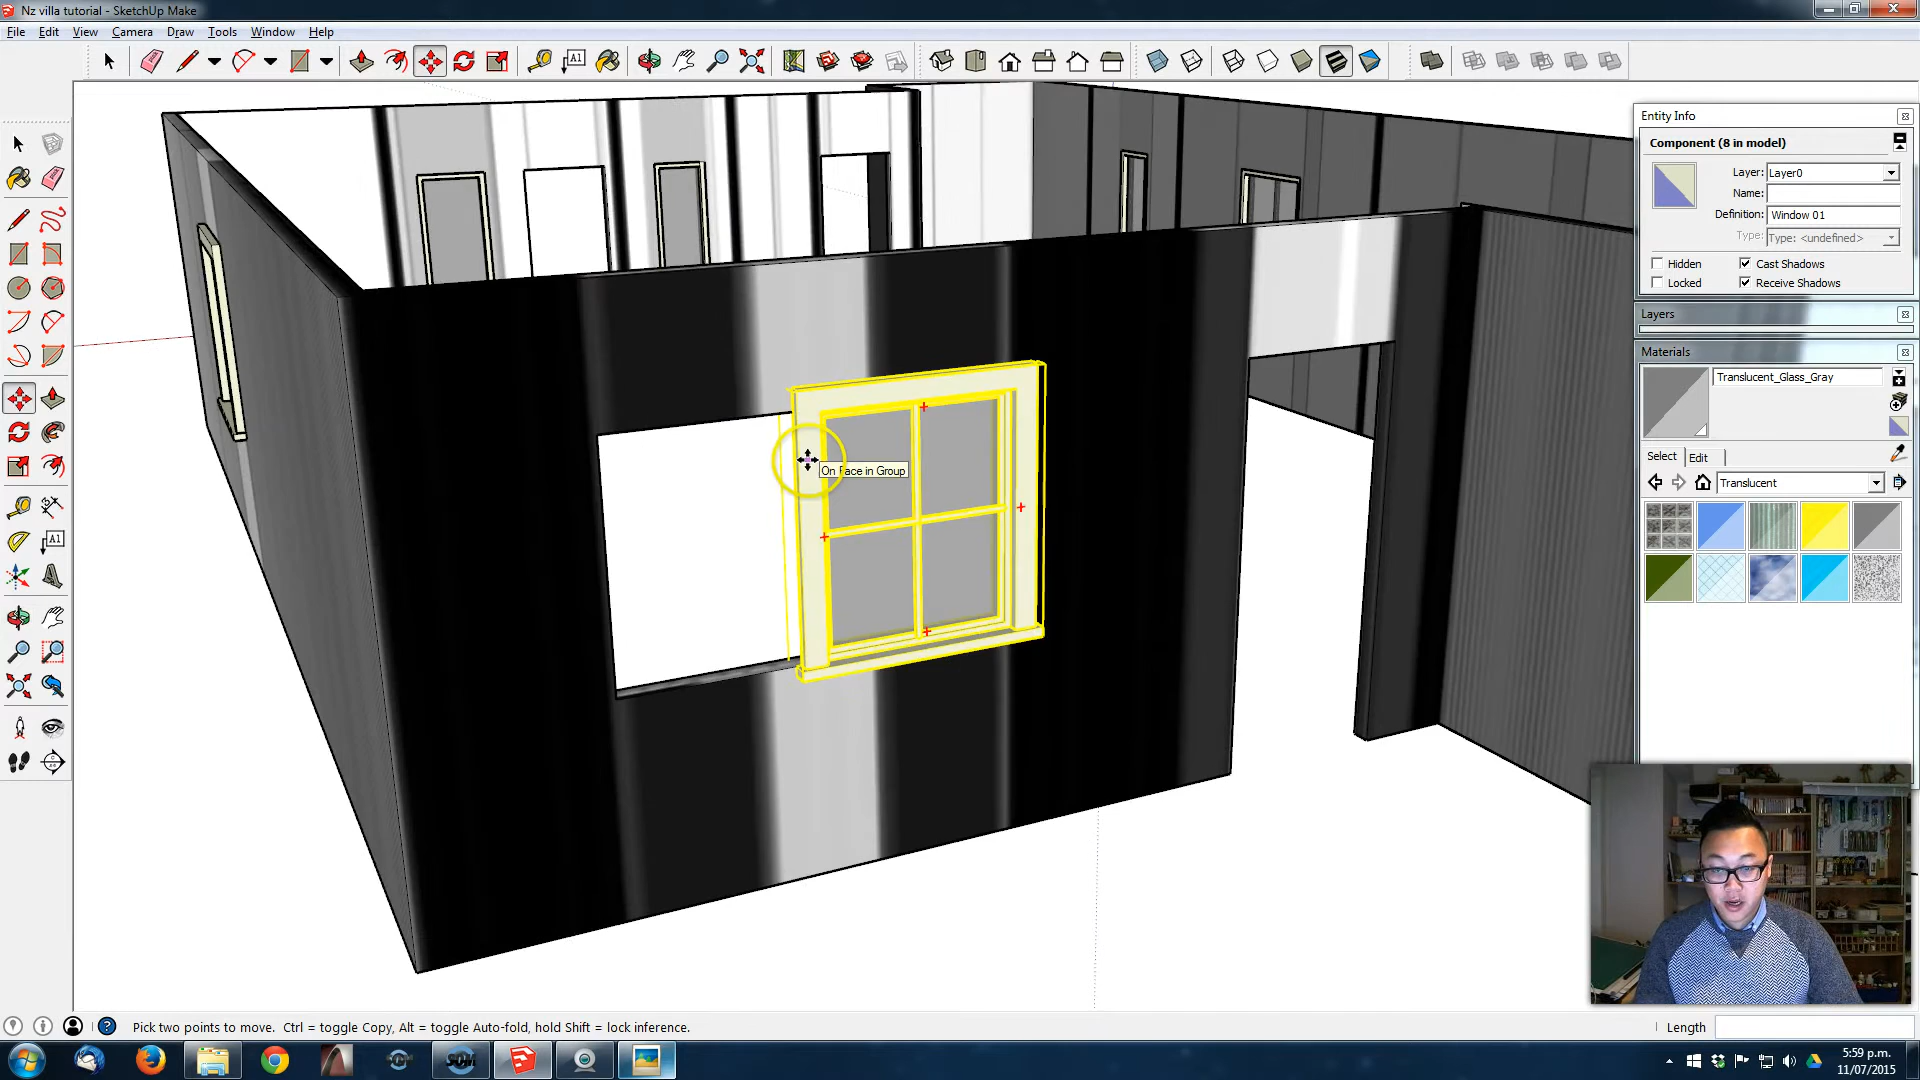 Nz villa tutorial - SketchUp Make
File Edit View Camera Draw Tools Window Help
A1
Entity Info
Component (8 in model)
Layer: Layer0
Name:
Definition: Window 01
Type: Type: <undefined>
Hidden Cast Shadows
Locked Receive Shadows
Layers
Materials
Translucent_Glass_Gray
Select Edit
Translucent
On Face in Group
A1
Pick two points to move. Ctrl = toggle Copy, Alt = toggle Auto-fold, hold Shift = lock inference.
Length
5:59 p.m.
11/07/2015